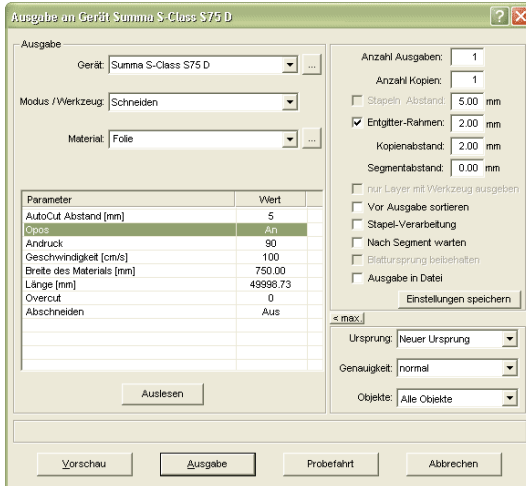 Ausgabe an Gerät Summa S-Class S75 D
Ausgabe
Gerät: Summa S-Class S75 D ...
Modus / Werkzeug: Schneiden
Material: Folie ...
Parameter Wert
AutoCut Abstand [mm] 5
Opos An
Andruck 90
Geschwindigkeit [cm/s] 100
Breite des Materials [mm] 750.00
Länge [mm] 49998.73
Overcut 0
Abschneiden Aus
Auslesen
Anzahl Ausgaben: 1
Anzahl Kopien: 1
Stapeln Abstand: 5.00 mm
Entgitter-Rahmen: 2.00 mm
Kopienabstand: 2.00 mm
Segmentabstand: 0.00 mm
nur Layer mit Werkzeug ausgeben
Vor Ausgabe sortieren
Stapel-Verarbeitung
Nach Segment warten
Blattursprung beibehalten
Ausgabe in Datei
Einstellungen speichern
< max.
Ursprung: Neuer Ursprung
Genauigkeit: normal
Objekte: Alle Objekte
Vorschau Ausgabe Probefahrt Abbrechen